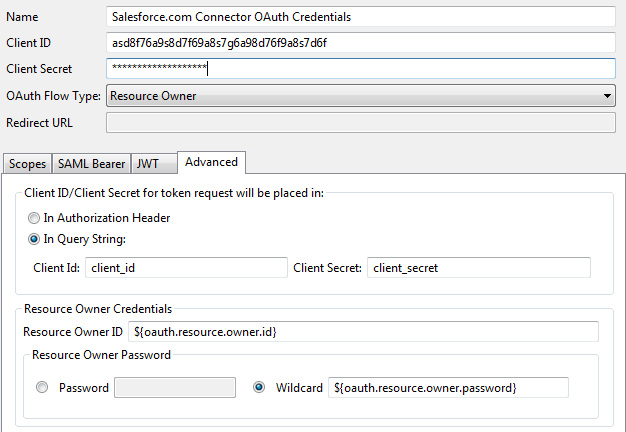 Name Salesforce.com Connector OAuth Credentials
Client ID asd8f76a9s8d7f69a8s7g6a98d76f9a8s7d6f
Client Secret *******************
OAuth Flow Type: Resource Owner
Redirect URL
Scopes SAML Bearer JWT Advanced
Client ID/Client Secret for token request will be placed in:
In Authorization Header
In Query String:
Client Id: client_id Client Secret: client_secret
Resource Owner Credentials
Resource Owner ID ${oauth.resource.owner.id}
Resource Owner Password
Password Wildcard ${oauth.resource.owner.password}